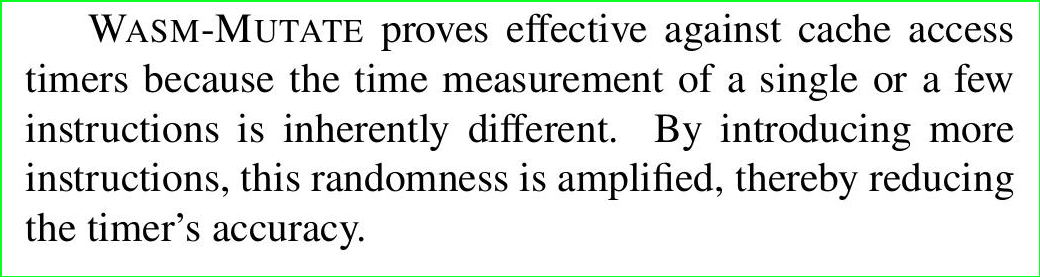 WASM-MUTATE proves effective against cache access
timers because the time measurement of a single or a few
instructions is inherently different. By introducing more
instructions, this randomness is amplified, thereby reducing
the timer's accuracy.